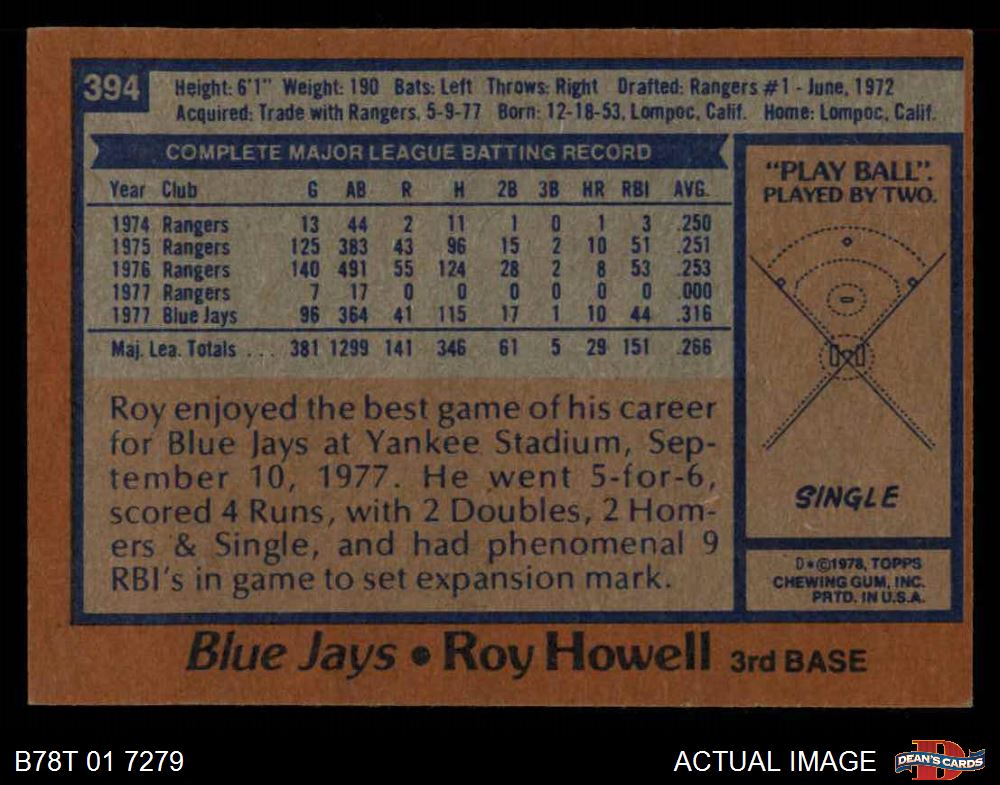 394
Height: 6'1" Weight: 190 Bats: Left Throws: Right Drafted: Rangers #1 - June, 1972
Acquired: Trade with Rangers, 5-9-77 Born: 12-18-53, Lompoc, Calif. Home: Lompoc, Calif.
COMPLETE MAJOR LEAGUE BATTING RECORD
Year Club G AB R H 2B 3B HR RBI AVG.
1974 Rangers 13 44 2 11 1 0 1 3 .250
1975 Rangers 125 383 43 96 15 2 10 51 .251
1976 Rangers 140 491 55 124 28 2 8 53 .253
1977 Rangers 7 17 0 0 0 0 0 0 .000
1977 Blue Jays 96 364 41 115 17 1 10 44 .316
Maj. Lea. Totals ... 381 1299 141 346 61 5 29 151 .266
Roy enjoyed the best game of his career
for Blue Jays at Yankee Stadium, Sep-
tember 10, 1977. He went 5-for-6,
scored 4 Runs, with 2 Doubles, 2 Hom-
ers & Single, and had phenomenal 9
RBI's in game to set expansion mark.
"PLAY BALL".
PLAYED BY TWO.
SINGLE
D*©1978, TOPPS
CHEWING GUM, INC.
PRTD. IN U.S.A.
Blue Jays • Roy Howell 3rd BASE
B78T 01 7279
ACTUAL IMAGE
D
DEAN'S CARDS